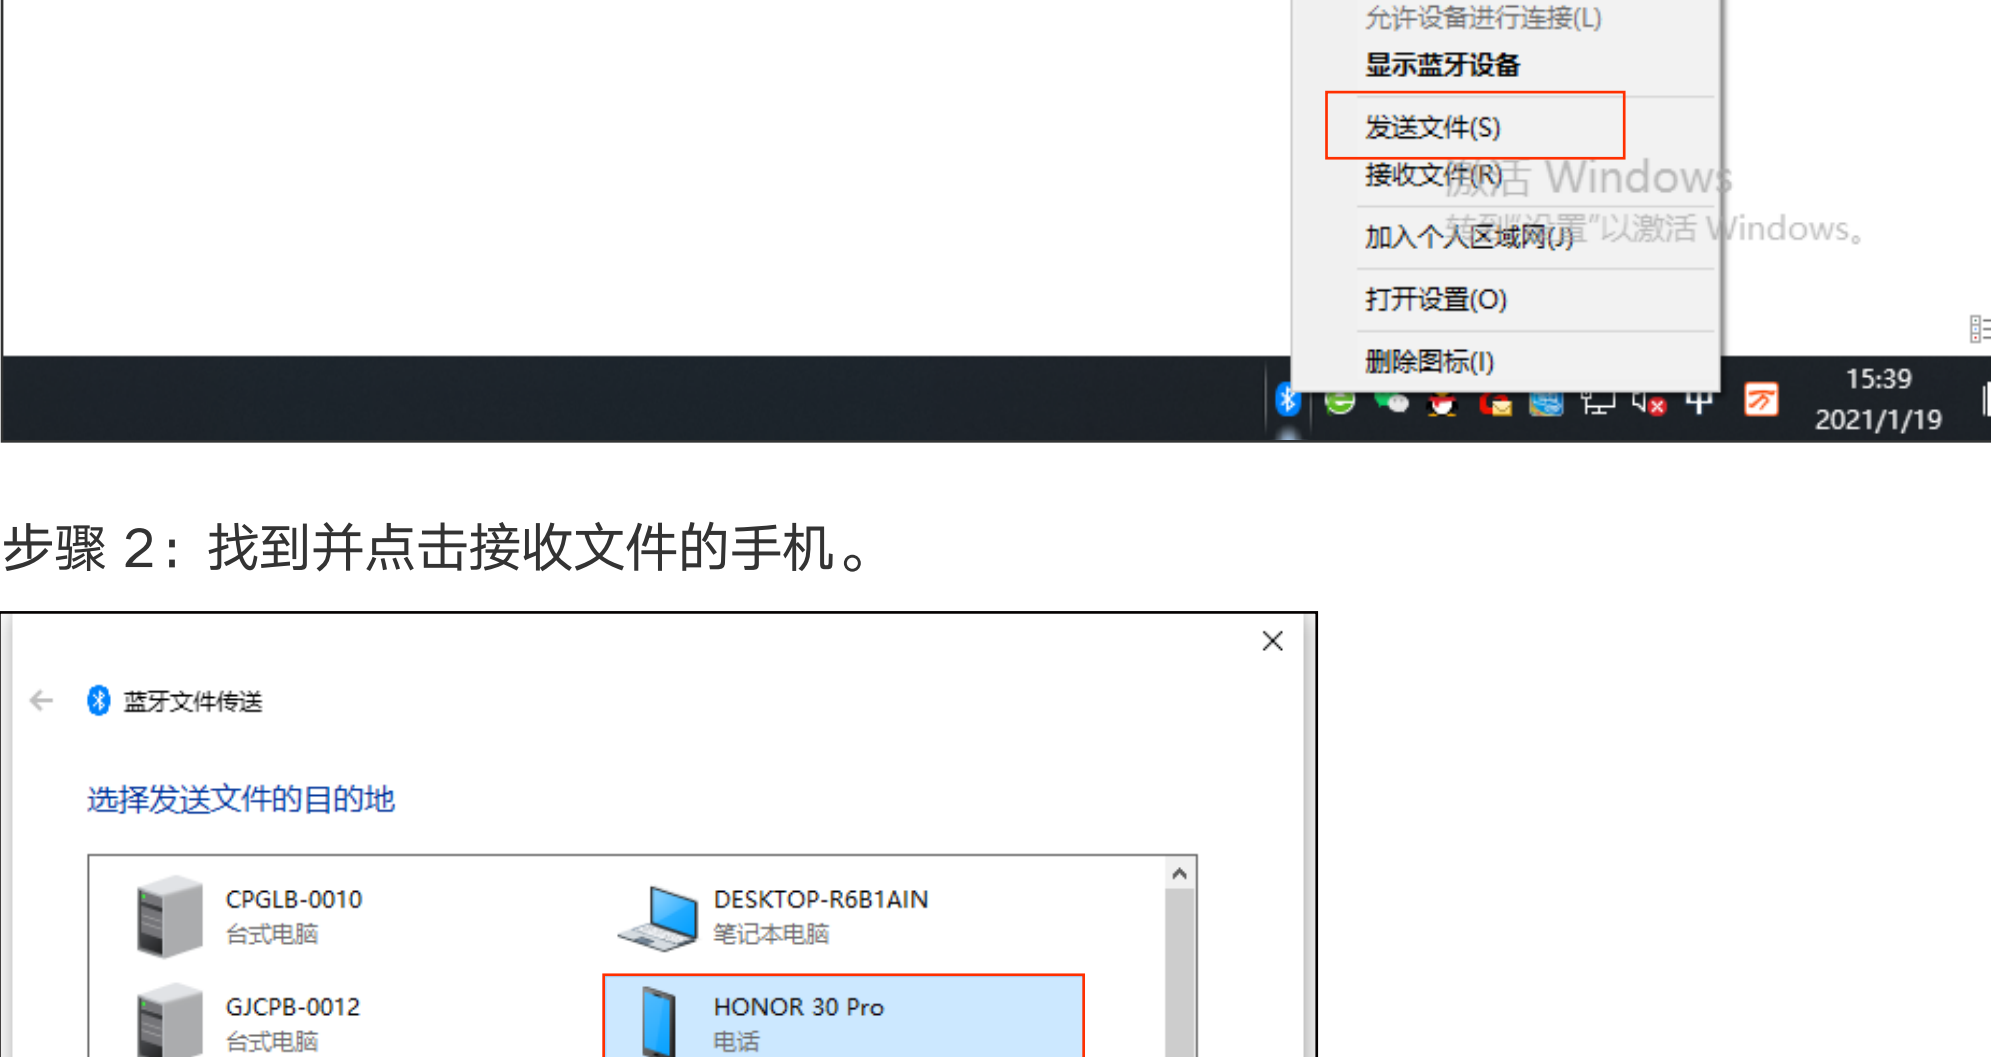 允许设备进行连接(L)
显示蓝牙设备
发送文件(S)
接收文件(R)
激活 Windows
转到“设置”以激活 Windows。
加入个人区域网(J)
打开设置(O)
删除图标(I)
中
15:39
2021/1/19
步骤 2：找到并点击接收文件的手机。
蓝牙文件传送
选择发送文件的目的地
CPGLB-0010
台式电脑
DESKTOP-R6B1AIN
笔记本电脑
GJCPB-0012
台式电脑
HONOR 30 Pro
电话